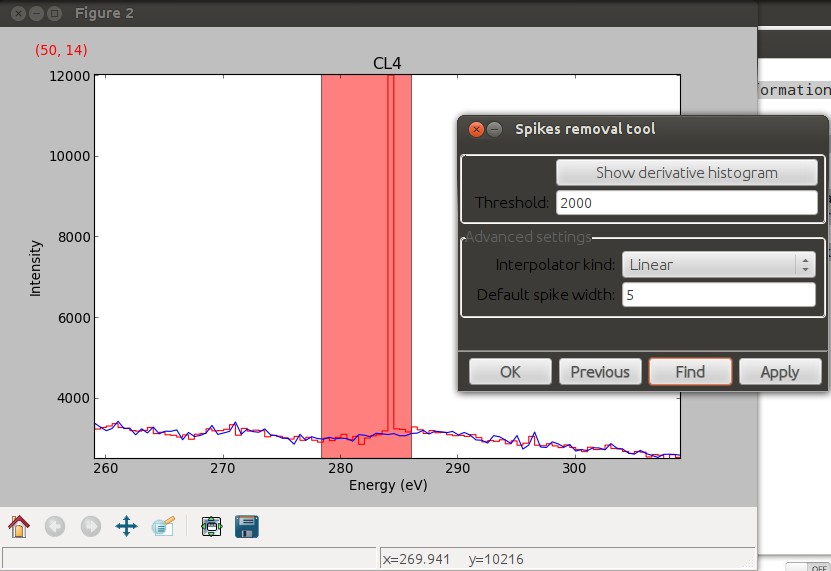 Figure 2
(50, 14)
CL4
12000
10000
8000
6000
4000
Intensity
260
270
280
290
300
Energy (eV)
x=269.941 y=10216
formation
Spikes removal tool
Show derivative histogram
Threshold: 2000
Advanced settings
Interpolator kind: Linear
Default spike width: 5
OK Previous Find Apply
OFF